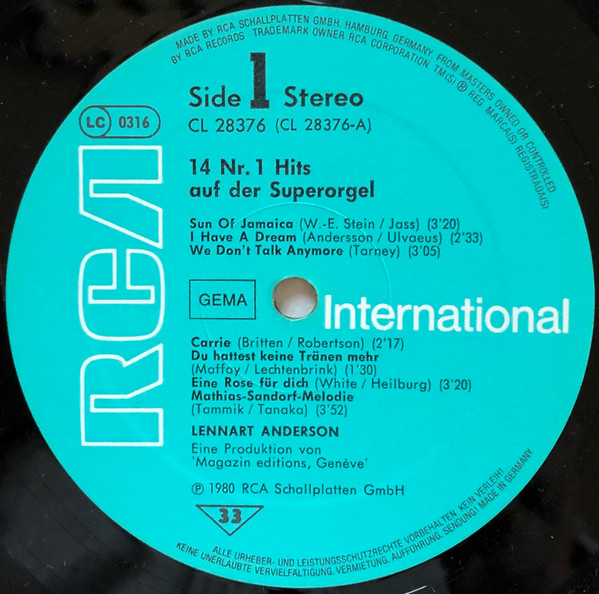 MADE BY RCA SCHALLPLATTEN GMBH, HAMBURG, GERMANY, FROM MASTERS OWNED OR CONTROLLED
BY RCA RECORDS TRADEMARK OWNER RCA CORPORATION TM(S) ® REG. MARCA(S) REGISTRADA(S)
Side 1 Stereo
LC 0316
CL 28376 (CL 28376-A)
14 Nr. 1 Hits
auf der Superorgel
Sun Of Jamaica (W.-E. Stein / Jass) (3'20)
I Have A Dream (Andersson / Ulvaeus) (2'33)
We Don't Talk Anymore (Tarney) (3'05)
RCA
GEMA
International
Carrie (Britten / Robertson) (2'17)
Du hattest keine Tränen mehr
(Maffay / Lechtenbrink) (1'30)
Eine Rose für dich (White / Heilburg) (3'20)
Mathias-Sandorf-Melodie
(Tammik / Tanaka) (3'52)
LENNART ANDERSON
Eine Produktion von
'Magazin editions, Genève'
℗ 1980 RCA Schallplatten GmbH
33
ALLE URHEBER- UND LEISTUNGSSCHUTZRECHTE VORBEHALTEN. KEIN VERLEIH!
KEINE UNERLAUBTE VERVIELFÄLTIGUNG, VERMIETUNG, AUFFÜHRUNG, SENDUNG! MADE IN GERMANY